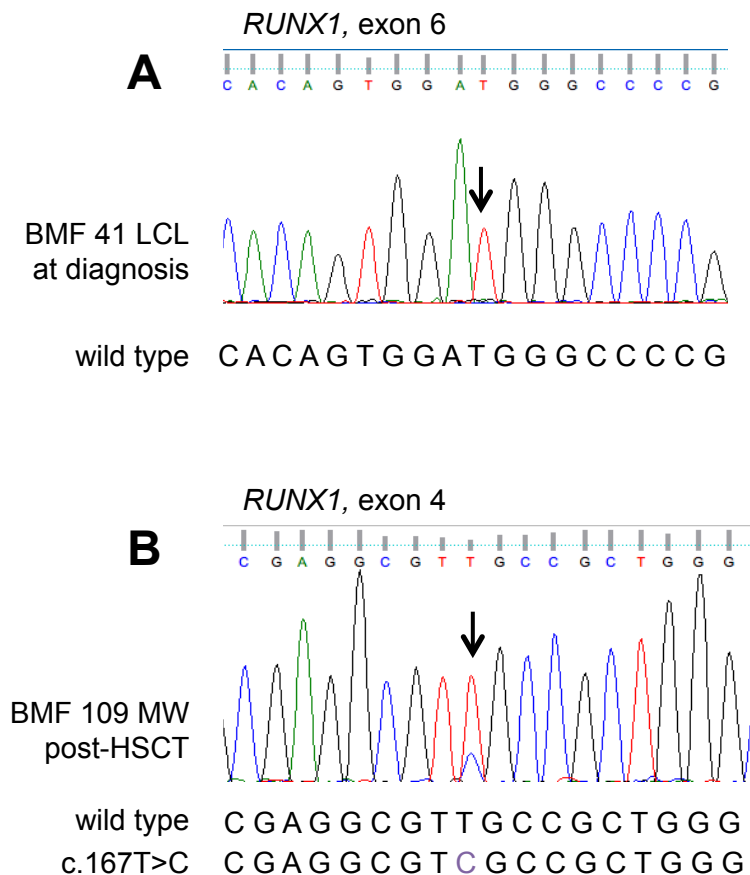 RUNX1, exon 6
A
C A C A G T G G A T G G G C C C C G
BMF 41 LCL
at diagnosis
wild type C A C A G T G G A T G G G C C C C G
RUNX1, exon 4
B
C G A G G C G T T G C C G C T G G G
BMF 109 MW
post-HSCT
wild type C G A G G C G T T G C C G C T G G G
c.167T>C C G A G G C G T C G C C G C T G G G